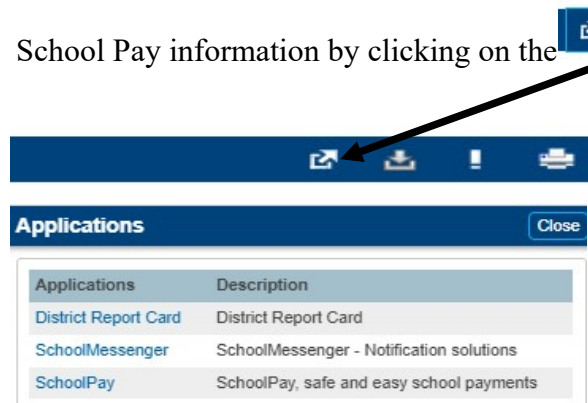 School Pay information by clicking on the
Applications
Close
Applications Description
District Report Card District Report Card
SchoolMessenger SchoolMessenger - Notification solutions
SchoolPay SchoolPay, safe and easy school payments